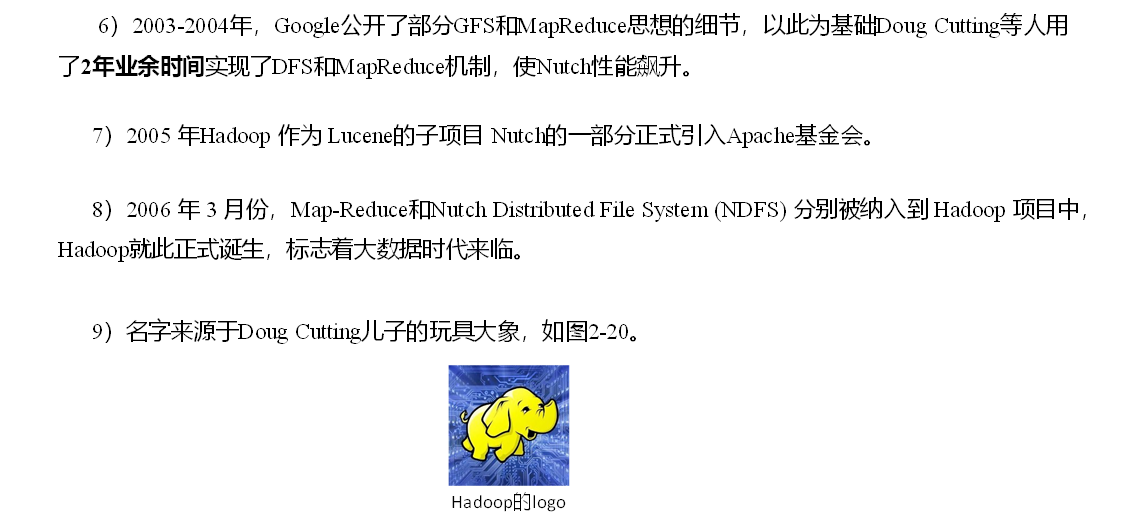 6）2003-2004年，Google公开了部分GFS和MapReduce思想的细节，以此为基础Doug Cutting等人用
了2年业余时间实现了DFS和MapReduce机制，使Nutch性能飙升。
7）2005 年Hadoop 作为 Lucene的子项目 Nutch的一部分正式引入Apache基金会。
8）2006 年 3 月份，Map-Reduce和Nutch Distributed File System (NDFS) 分别被纳入到 Hadoop 项目中，
Hadoop就此正式诞生，标志着大数据时代来临。
9）名字来源于Doug Cutting儿子的玩具大象，如图2-20。
Hadoop的logo